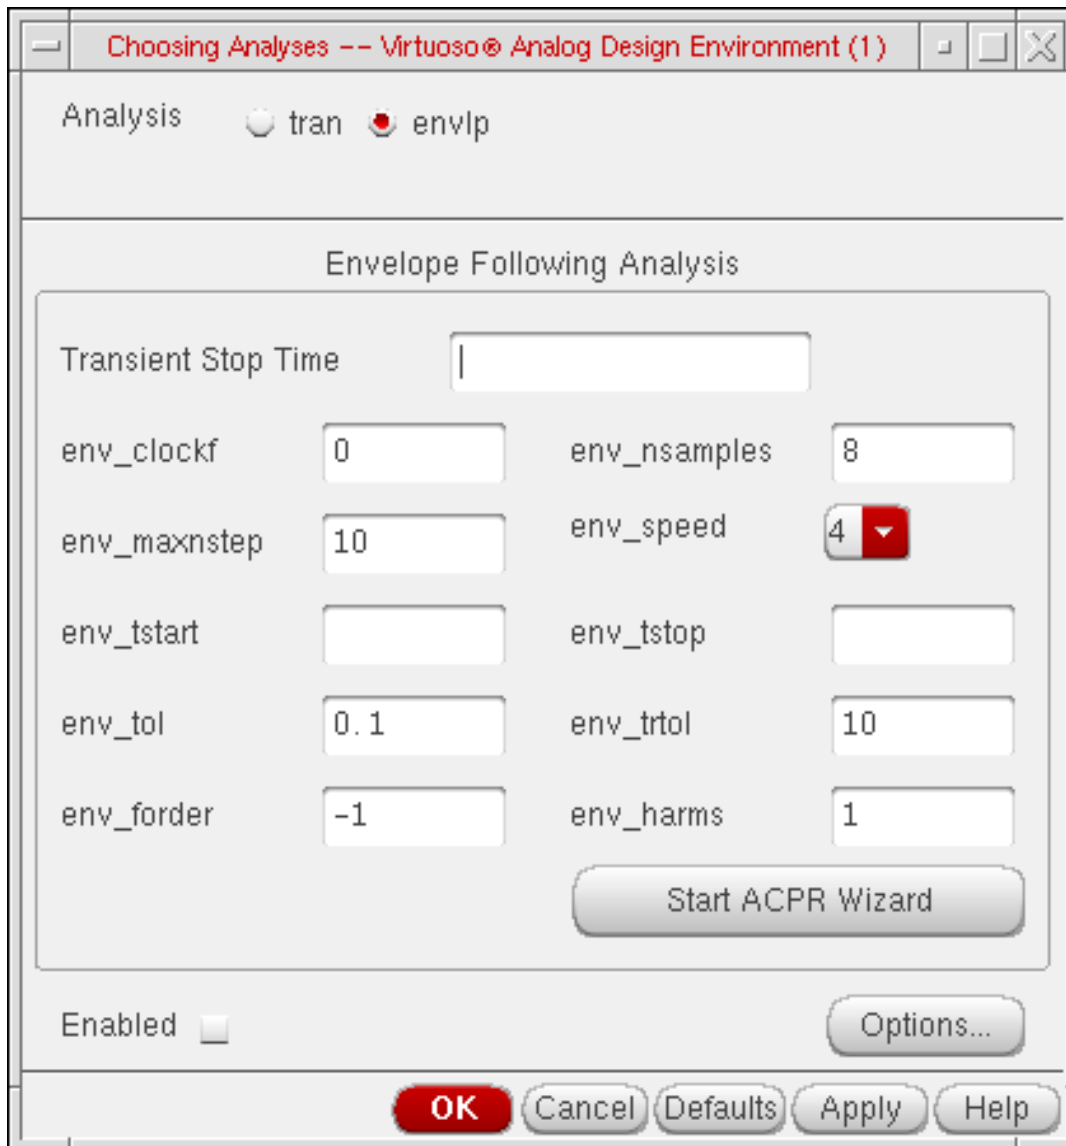 Choosing Analyses -- Virtuoso® Analog Design Environment (1)
Analysis tran envlp
Envelope Following Analysis
Transient Stop Time
env_clockf 0 env_nsamples 8
env_maxnstep 10 env_speed 4
env_tstart env_tstop
env_tol 0.1 env_trtol 10
env_forder -1 env_harms 1
Start ACPR Wizard
Enabled Options...
OK Cancel Defaults Apply Help